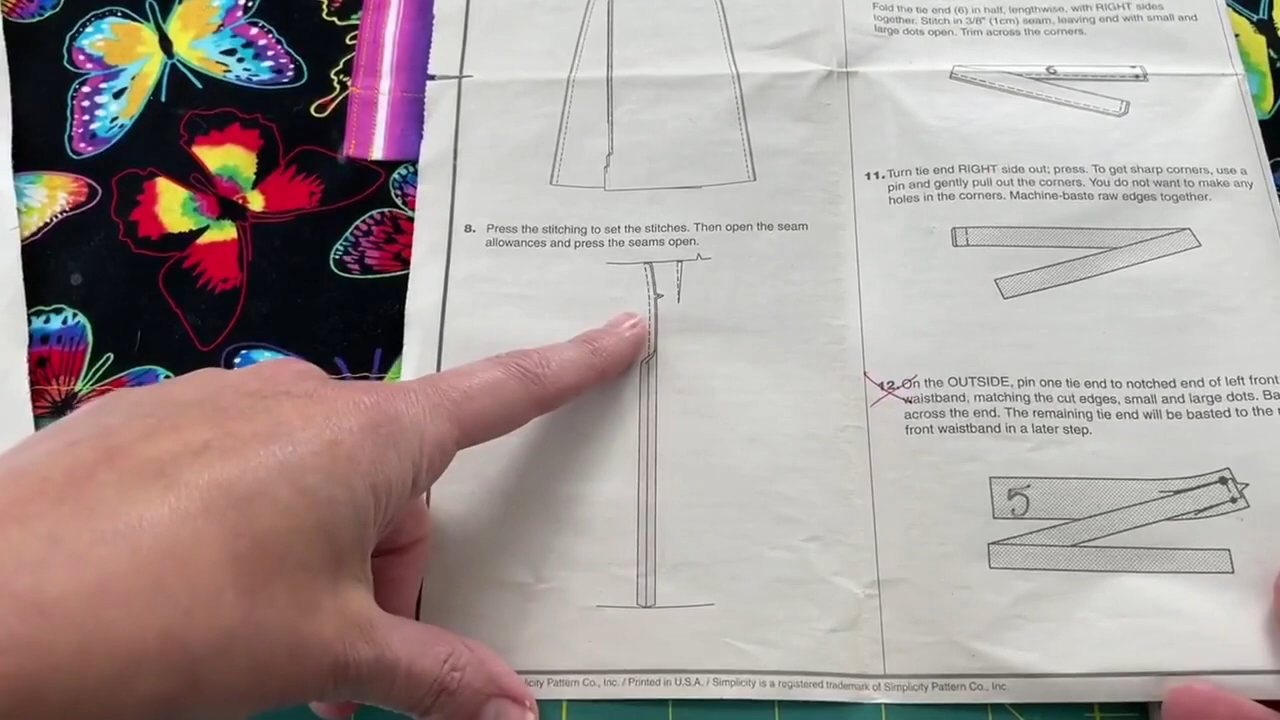 8. Press the stitching to set the stitches. Then open the seam
allowances and press the seams open.
Fold the tie end (6) in half, lengthwise, with RIGHT sides
together. Stitch in 3/8" (1cm) seam, leaving end with small and
large dots open. Trim across the corners.
6
11. Turn tie end RIGHT side out; press. To get sharp corners, use a
pin and gently pull out the corners. You do not want to make any
holes in the corners. Machine-baste raw edges together.
12. On the OUTSIDE, pin one tie end to notched end of left front
waistband, matching the cut edges, small and large dots.
across the end. The remaining tie end will be basted to the
front waistband in a later step.
5
Pattern Co., Inc. / Printed in U.S.A. / Simplicity is a registered trademark of Simplicity Pattern Co., Inc.